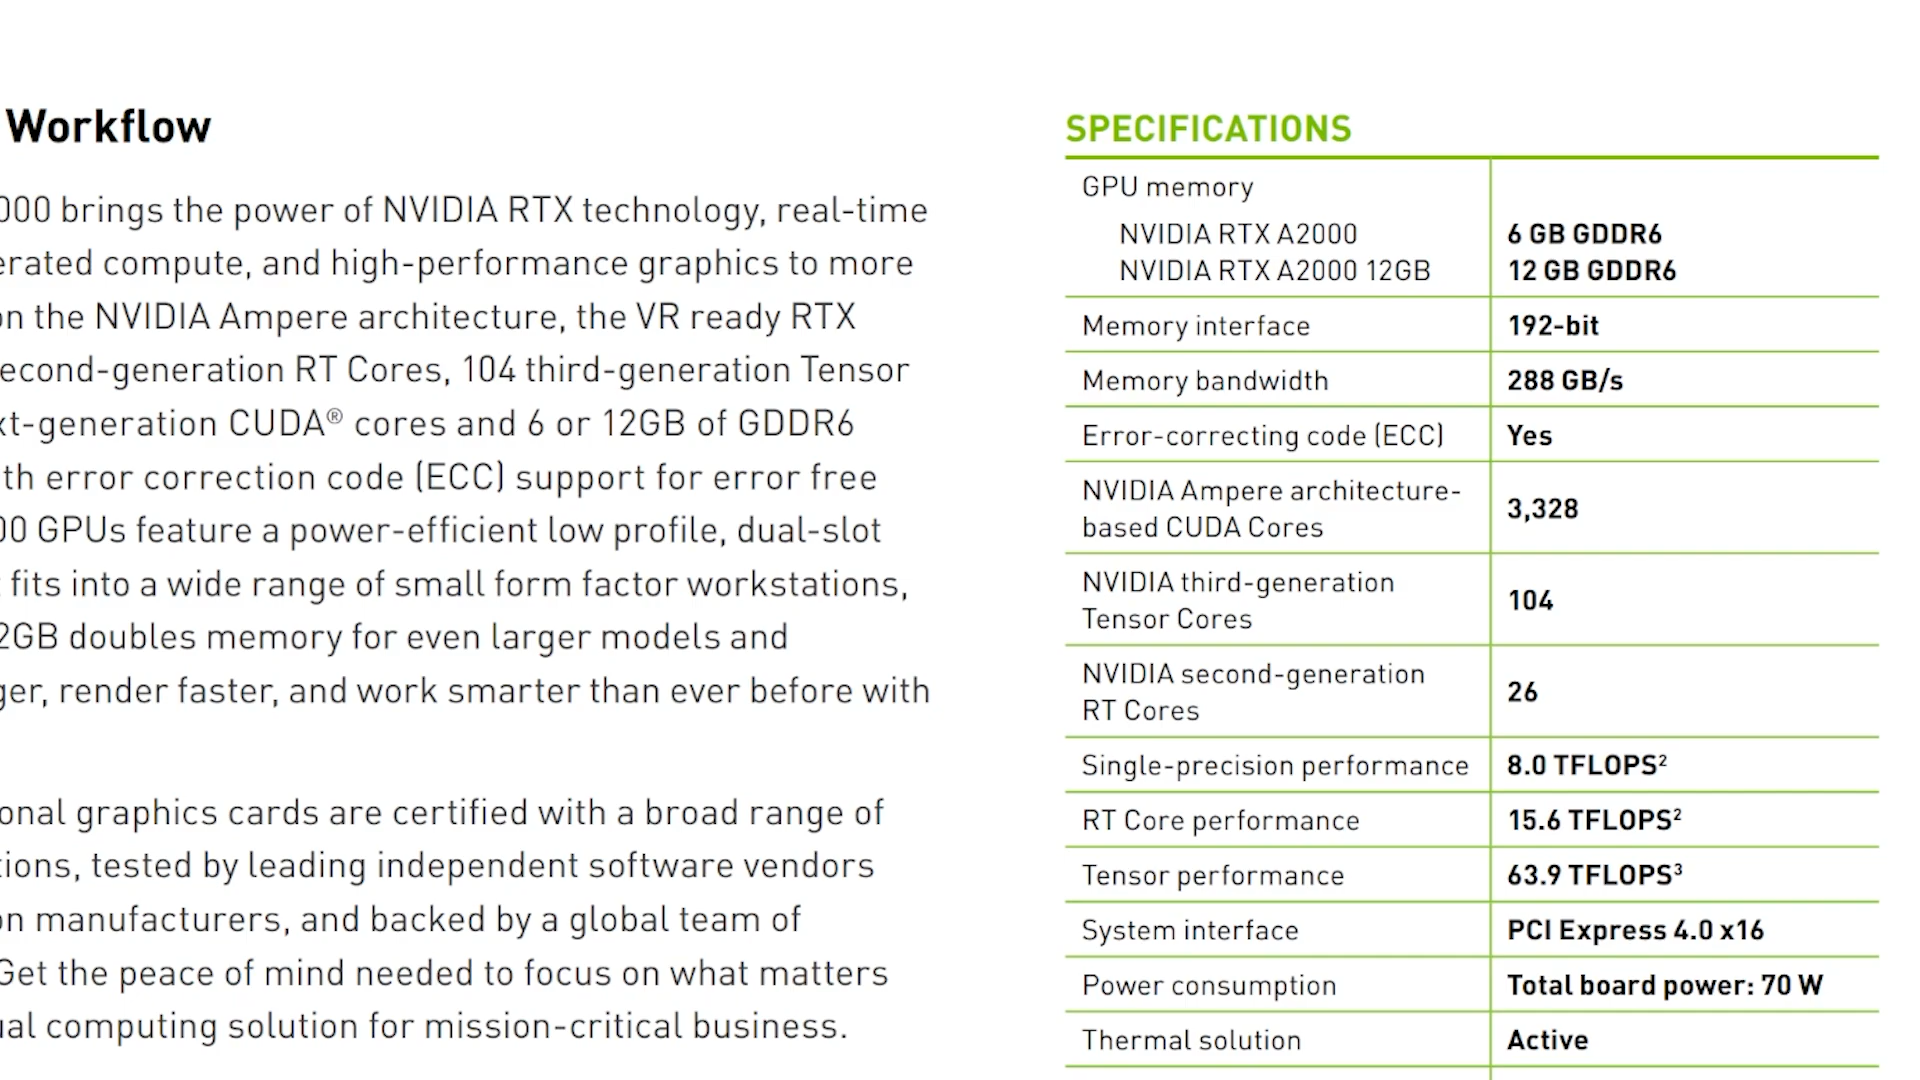 Workflow
000 brings the power of NVIDIA RTX technology, real-time
erated compute, and high-performance graphics to more
on the NVIDIA Ampere architecture, the VR ready RTX
econd-generation RT Cores, 104 third-generation Tensor
xt-generation CUDA® cores and 6 or 12GB of GDDR6
th error correction code (ECC) support for error free
00 GPUs feature a power-efficient low profile, dual-slot
fits into a wide range of small form factor workstations,
2GB doubles memory for even larger models and
ger, render faster, and work smarter than ever before with
onal graphics cards are certified with a broad range of
tions, tested by leading independent software vendors
on manufacturers, and backed by a global team of
Get the peace of mind needed to focus on what matters
ual computing solution for mission-critical business.
SPECIFICATIONS
GPU memory
NVIDIA RTX A2000 6 GB GDDR6
NVIDIA RTX A2000 12GB 12 GB GDDR6
Memory interface 192-bit
Memory bandwidth 288 GB/s
Error-correcting code (ECC) Yes
NVIDIA Ampere architecture-
based CUDA Cores 3,328
NVIDIA third-generation
Tensor Cores 104
NVIDIA second-generation
RT Cores 26
Single-precision performance 8.0 TFLOPS²
RT Core performance 15.6 TFLOPS²
Tensor performance 63.9 TFLOPS³
System interface PCI Express 4.0 x16
Power consumption Total board power: 70 W
Thermal solution Active